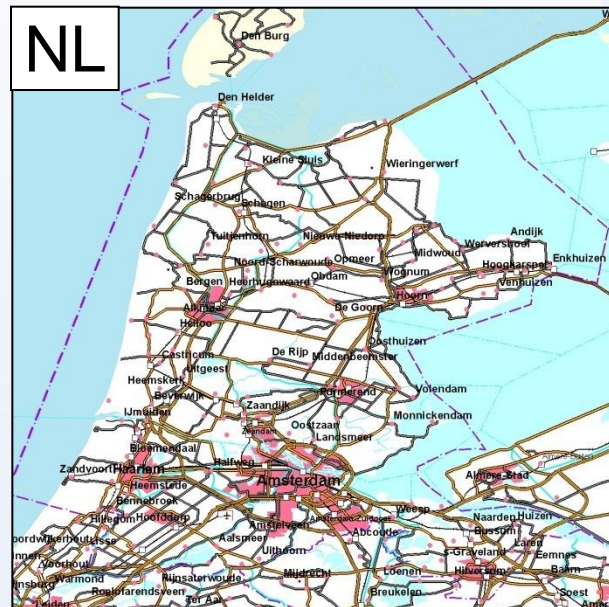 NL
Den Burg
Den Helder
Kleine Sluis
Wieringerwerf
Schagerbrug
Schagen
Andijk
Tuitjenhorn
Nieuwe-Niedorp
Wervershoof
Midwoud
Noord-Scharwoude
Opmeer
Enkhuizen
Hoogkarspel
Wognum
Obdam
Bergen
Heerhugowaard
Venhuizen
Hoorn
Alkmaar
De Goorn
Heiloo
Oosthuizen
Castricum
De Rijp
Middenbeemster
Uitgeest
Heemskerk
Purmerend
Volendam
Beverwijk
Zaandijk
IJmuiden
Monnickendam
Oostzaan
Zaandam
Landsmeer
Bloemendaal
Halfweg
Zandvoort
Haarlem
Almere-Stad
Amsterdam
Heemstede
Bennebroek
Weesp
Hillegom
Hoofddorp
Amsterdam-Zuidoost
Naarden
Huizen
Amstelveen
Abcoude
Bussum
Aalsmeer
Lisse
Laren
Uithoorn
s-Graveland
Eemnes
Voorhout
Mijdrecht
Loenen
Hilversum
Baarn
Warmond
Rijnsaterwoude
Roelofarendsveen
Breukelen
Soest
Ter Aar
Leiden